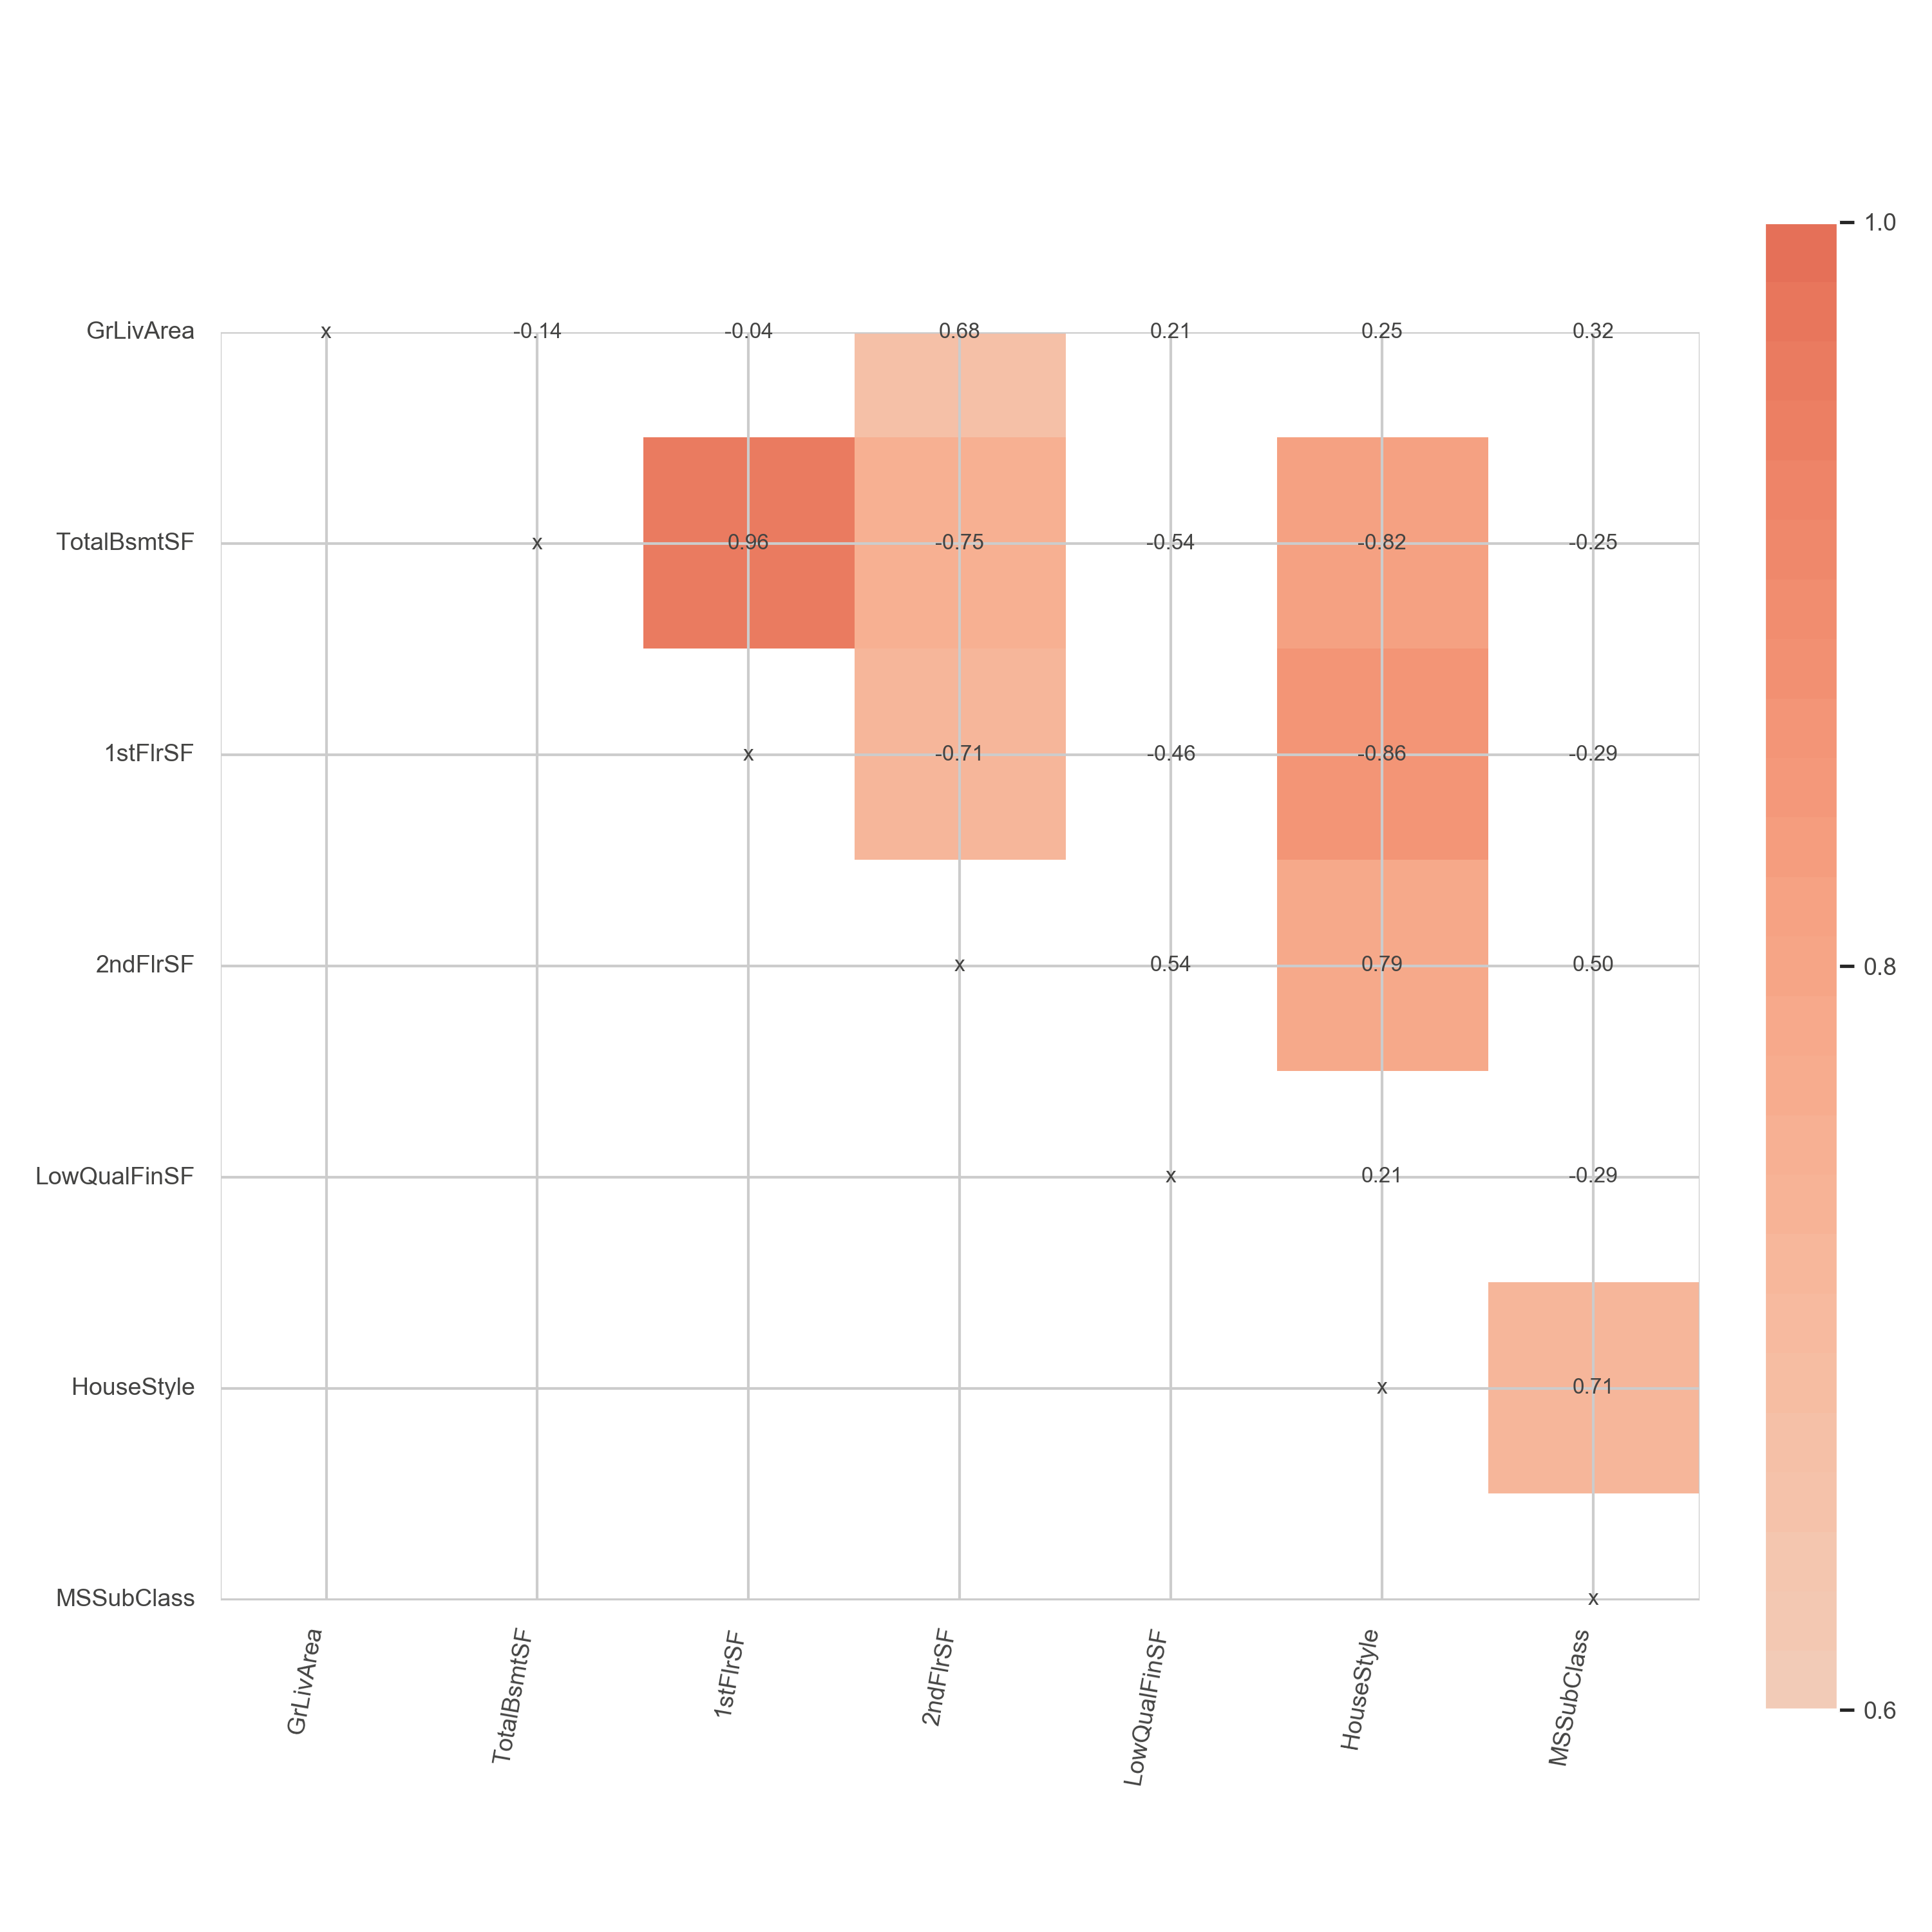 1.0
GrLivArea x -0.14 -0.04 0.68 0.21 0.25 0.32
TotalBsmtSF x 0.96 -0.75 -0.54 -0.82 -0.25
1stFlrSF x -0.71 -0.46 -0.86 -0.29
2ndFlrSF x 0.54 0.79 0.50 0.8
LowQualFinSF x 0.21 -0.29
HouseStyle x 0.71
MSSubClass x
0.6
GrLivArea
TotalBsmtSF
1stFlrSF
2ndFlrSF
LowQualFinSF
HouseStyle
MSSubClass